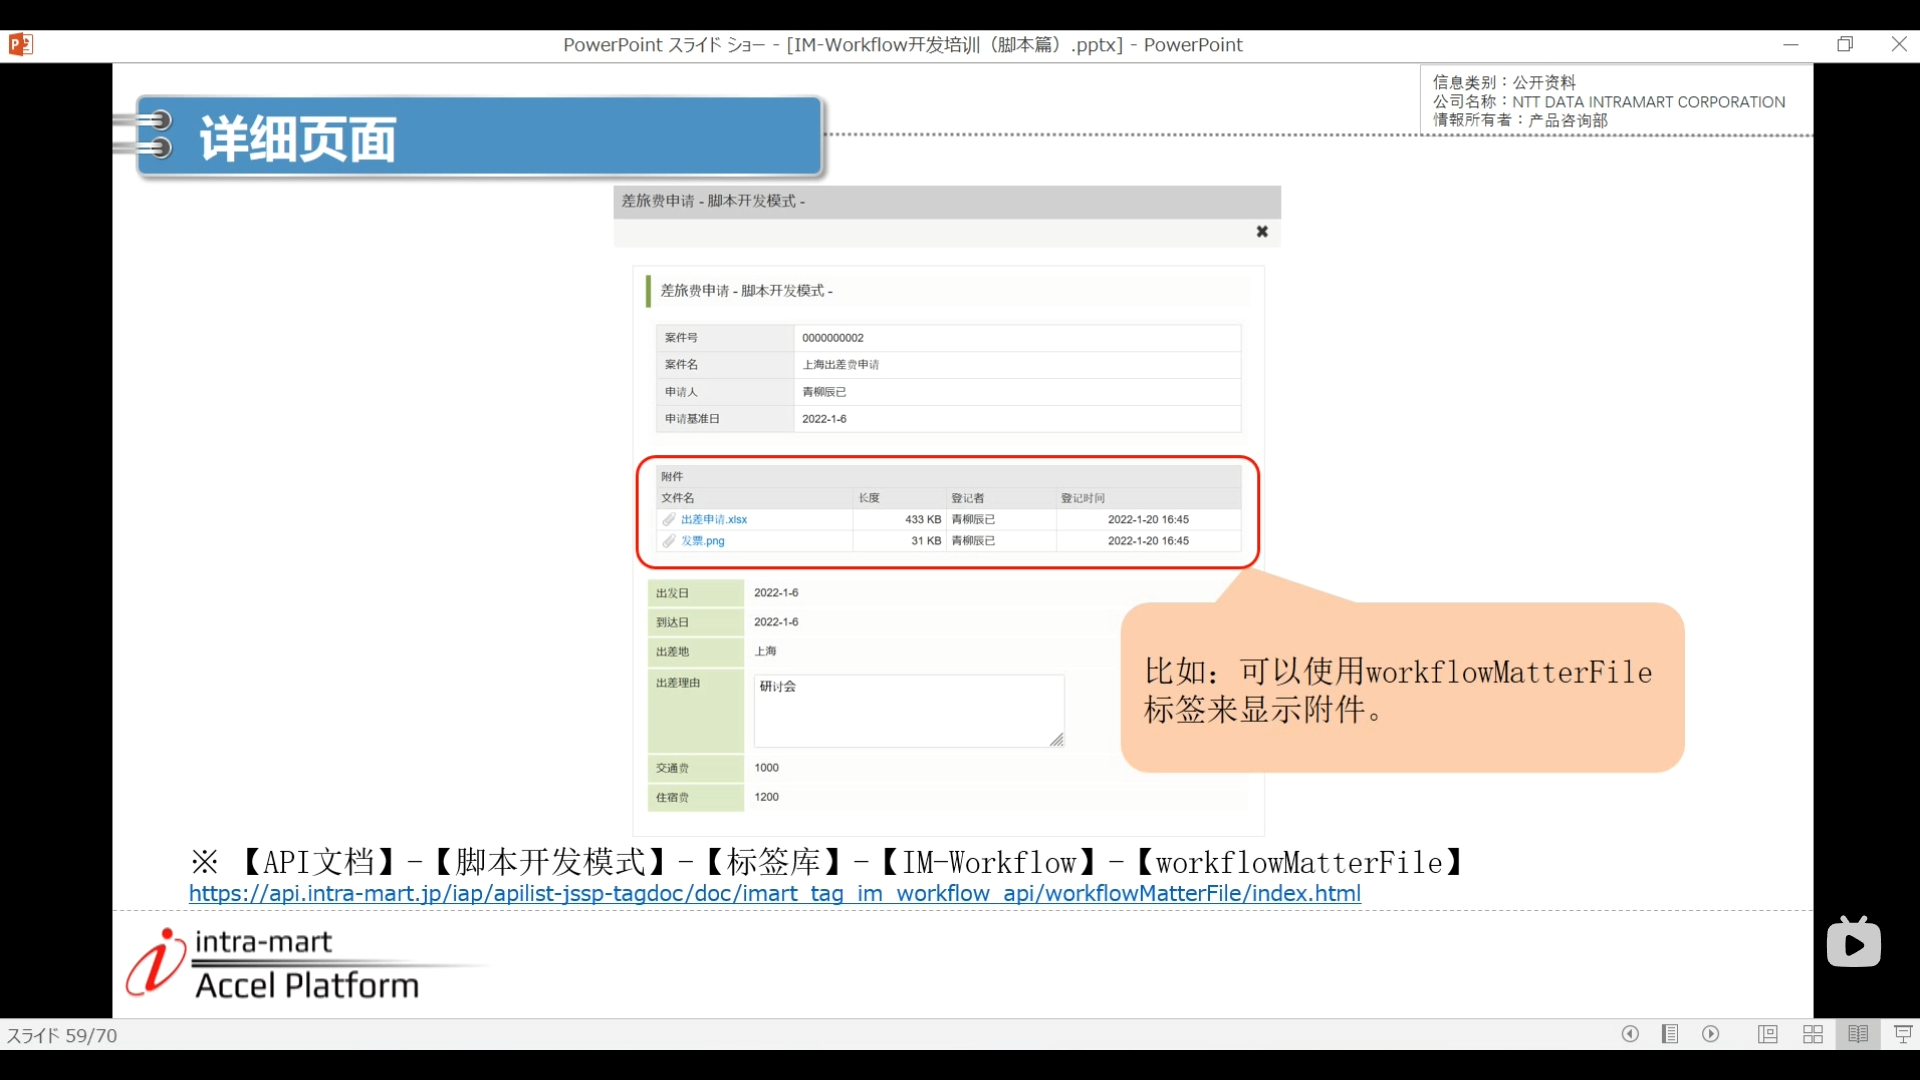 PowerPoint スライド ショー - [IM-Workflow开发培训（脚本篇）.pptx] - PowerPoint
信息类别：公开资料
公司名称：NTT DATA INTRAMART CORPORATION
情報所有者：产品咨询部
详细页面
差旅费申请 - 脚本开发模式 -
差旅费申请 - 脚本开发模式 -
案件号 0000000002
案件名 上海出差费申请
申请人 青柳辰已
申请基准日 2022-1-6
附件
文件名 长度 登记者 登记时间
出差申请.xlsx 433 KB 青柳辰已 2022-1-20 16:45
发票.png 31 KB 青柳辰已 2022-1-20 16:45
出发日 2022-1-6
到达日 2022-1-6
出差地 上海
出差理由 研讨会
交通费 1000
住宿费 1200
比如：可以使用workflowMatterFile
标签来显示附件。
※ 【API文档】-【脚本开发模式】-【标签库】-【IM-Workflow】-【workflowMatterFile】
https://api.intra-mart.jp/iap/apilist-jssp-tagdoc/doc/imart_tag_im_workflow_api/workflowMatterFile/index.html
intra-mart
Accel Platform
スライド 59/70